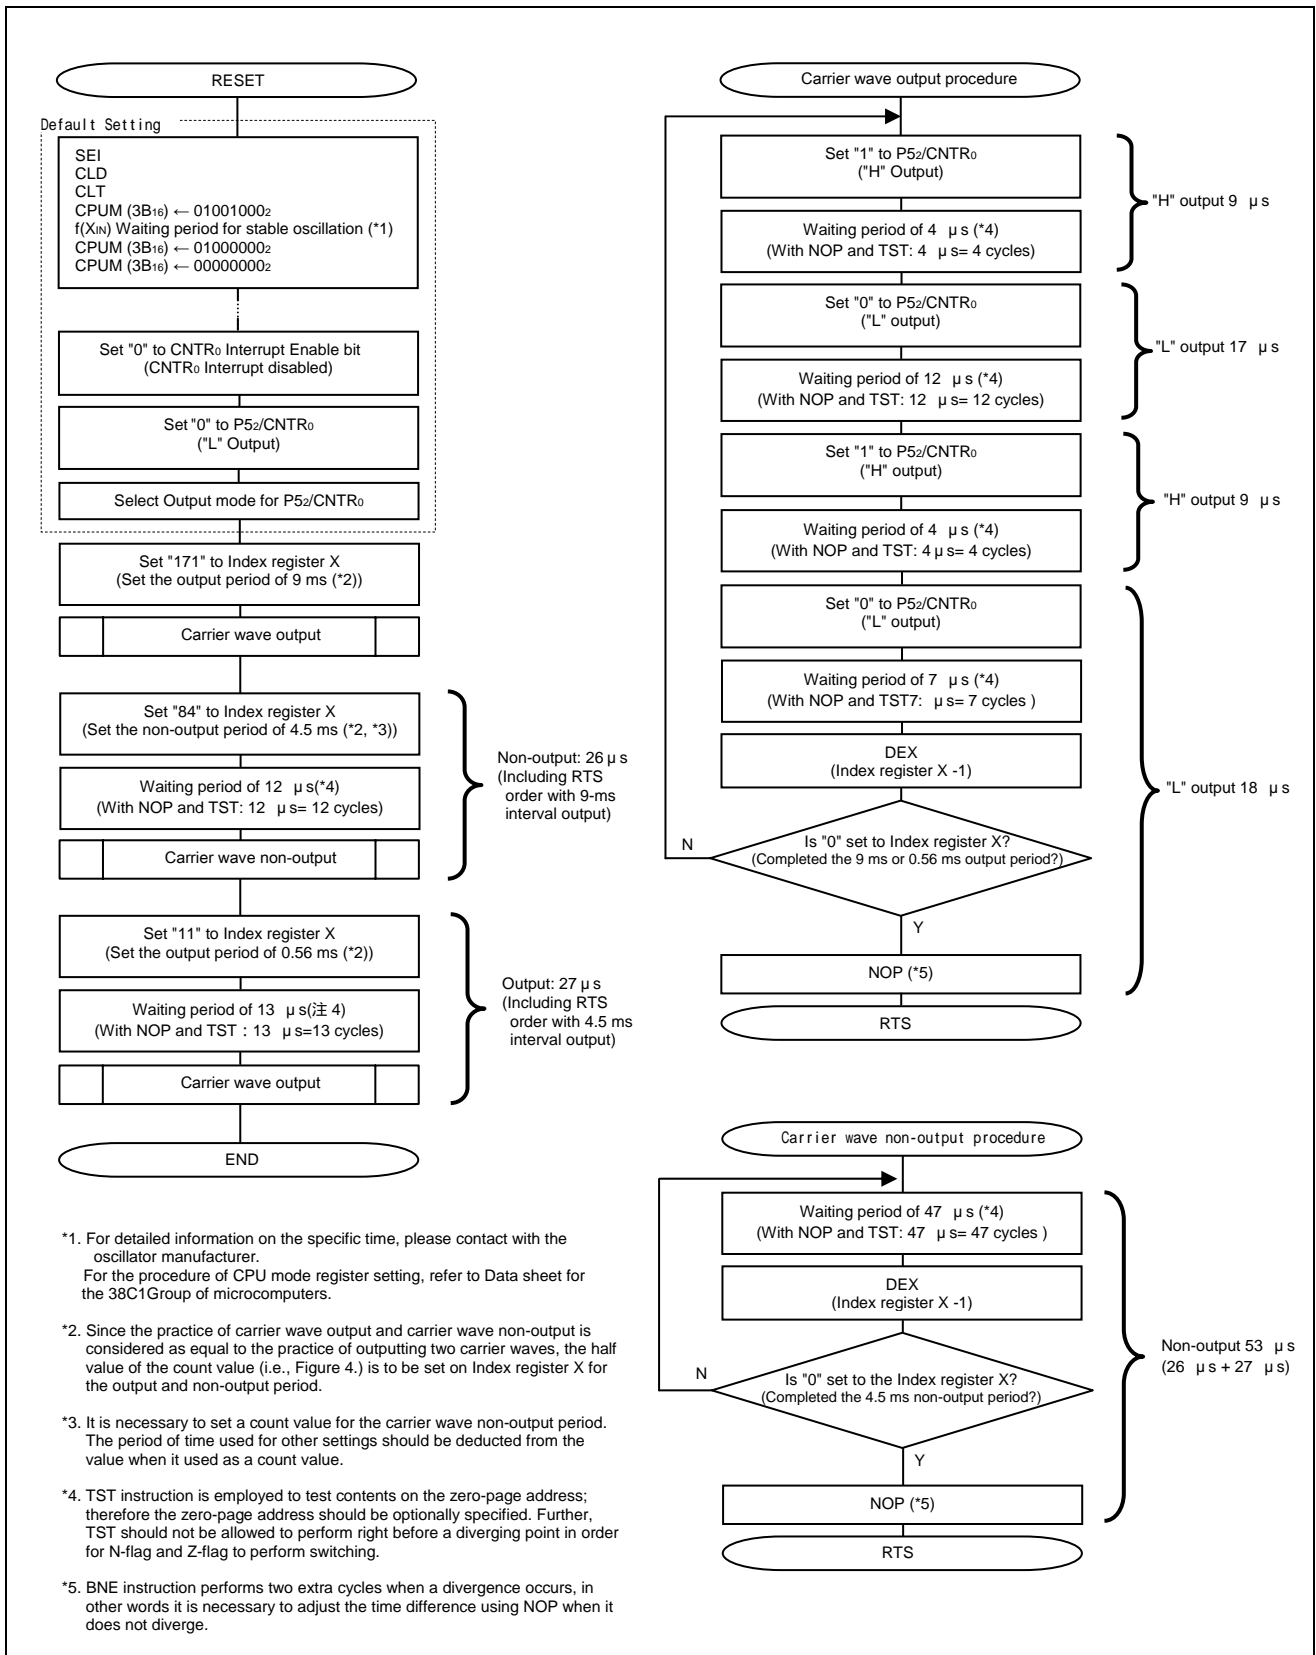 RESET
Default Setting
SEI
CLD
CLT
CPUM (3B16) ← 010010002
f(XIN) Waiting period for stable oscillation (*1)
CPUM (3B16) ← 010000002
CPUM (3B16) ← 000000002
Set "0" to CNTR0 Interrupt Enable bit
(CNTR0 Interrupt disabled)
Set "0" to P52/CNTR0
("L" Output)
Select Output mode for P52/CNTR0
Set "171" to Index register X
(Set the output period of 9 ms (*2))
Carrier wave output
Set "84" to Index register X
(Set the non-output period of 4.5 ms (*2, *3))
Waiting period of 12 μs(*4)
(With NOP and TST: 12 μs= 12 cycles)
Carrier wave non-output
Non-output: 26 μs
(Including RTS
order with 9-ms
interval output)
Set "11" to Index register X
(Set the output period of 0.56 ms (*2))
Waiting period of 13 μs(注 4)
(With NOP and TST : 13 μs=13 cycles)
Carrier wave output
Output: 27 μs
(Including RTS
order with 4.5 ms
interval output)
END
*1. For detailed information on the specific time, please contact with the
oscillator manufacturer.
For the procedure of CPU mode register setting, refer to Data sheet for
the 38C1Group of microcomputers.
*2. Since the practice of carrier wave output and carrier wave non-output is
considered as equal to the practice of outputting two carrier waves, the half
value of the count value (i.e., Figure 4.) is to be set on Index register X for
the output and non-output period.
*3. It is necessary to set a count value for the carrier wave non-output period.
The period of time used for other settings should be deducted from the
value when it used as a count value.
*4. TST instruction is employed to test contents on the zero-page address;
therefore the zero-page address should be optionally specified. Further,
TST should not be allowed to perform right before a diverging point in order
for N-flag and Z-flag to perform switching.
*5. BNE instruction performs two extra cycles when a divergence occurs, in
other words it is necessary to adjust the time difference using NOP when it
does not diverge.
Carrier wave output procedure
Set "1" to P52/CNTR0
("H" Output)
Waiting period of 4 μs (*4)
(With NOP and TST: 4 μs= 4 cycles)
"H" output 9 μs
Set "0" to P52/CNTR0
("L" output)
Waiting period of 12 μs (*4)
(With NOP and TST: 12 μs= 12 cycles)
"L" output 17 μs
Set "1" to P52/CNTR0
("H" output)
Waiting period of 4 μs (*4)
(With NOP and TST: 4 μs= 4 cycles)
"H" output 9 μs
Set "0" to P52/CNTR0
("L" output)
Waiting period of 7 μs (*4)
(With NOP and TST7: μs= 7 cycles )
DEX
(Index register X -1)
"L" output 18 μs
Is "0" set to Index register X?
(Completed the 9 ms or 0.56 ms output period?)
N
Y
NOP (*5)
RTS
Carrier wave non-output procedure
Waiting period of 47 μs (*4)
(With NOP and TST: 47 μs= 47 cycles )
DEX
(Index register X -1)
Non-output 53 μs
(26 μs + 27 μs)
Is "0" set to the Index register X?
(Completed the 4.5 ms non-output period?)
N
Y
NOP (*5)
RTS